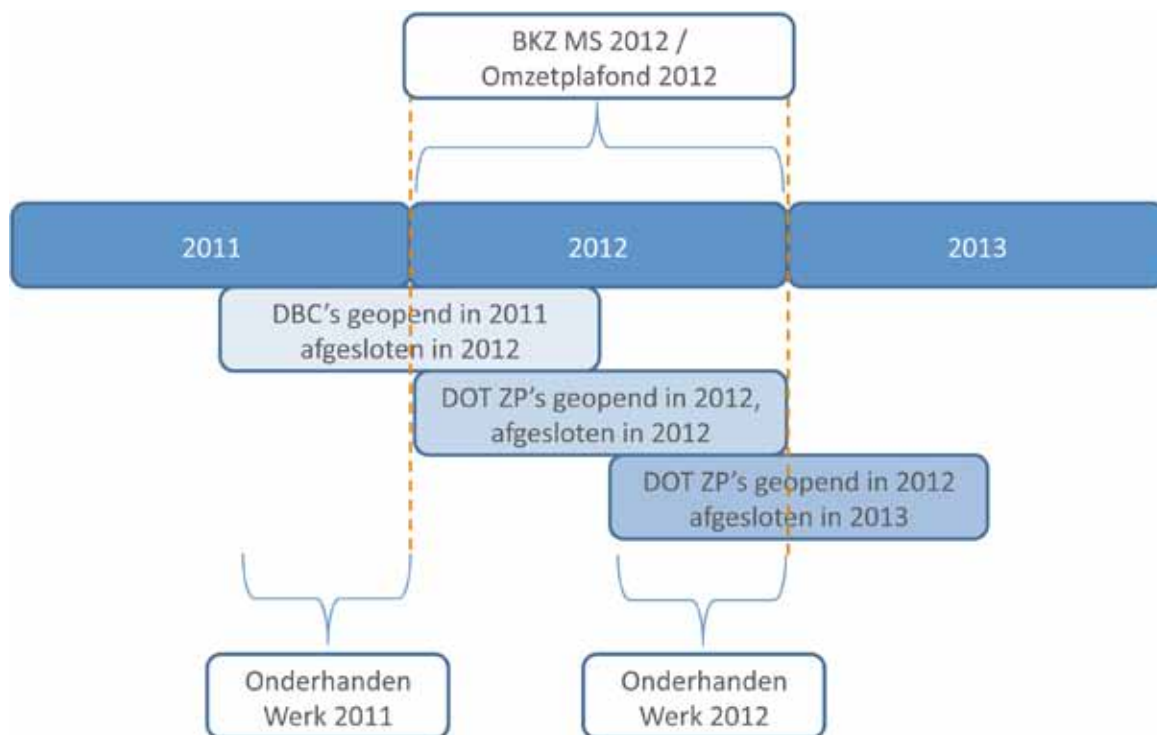 BKZ MS 2012 /
Omzetplafond 2012
2011
2012
2013
DBC's geopend in 2011
afgesloten in 2012
DOT ZP's geopend in 2012,
afgesloten in 2012
DOT ZP's geopend in 2012
afgesloten in 2013
Onderhanden
Werk 2011
Onderhanden
Werk 2012